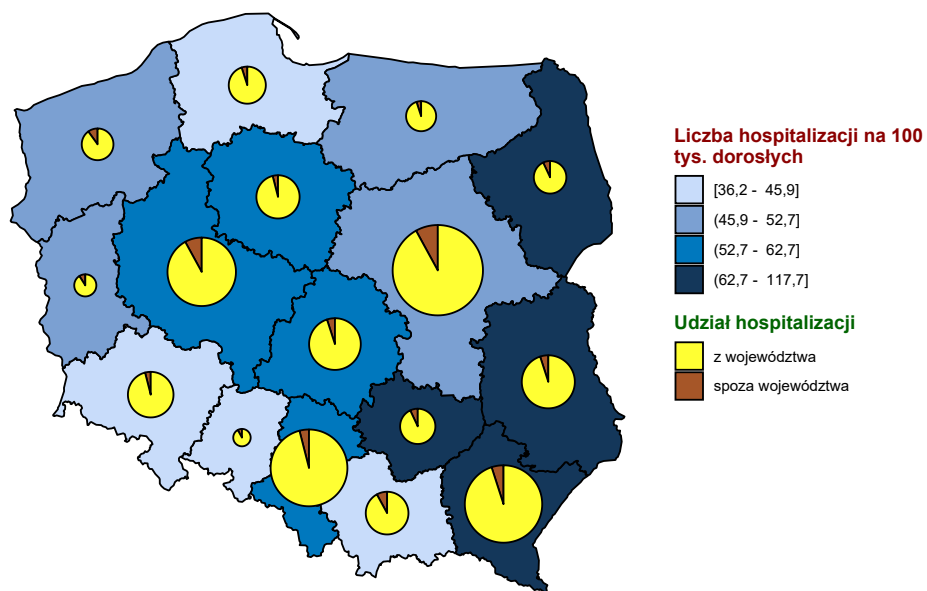 Liczba hospitalizacji na 100
tys. dorosłych
[36,2 - 45,9]
(45,9 - 52,7]
(52,7 - 62,7]
(62,7 - 117,7]
Udział hospitalizacji
z województwa
spoza województwa